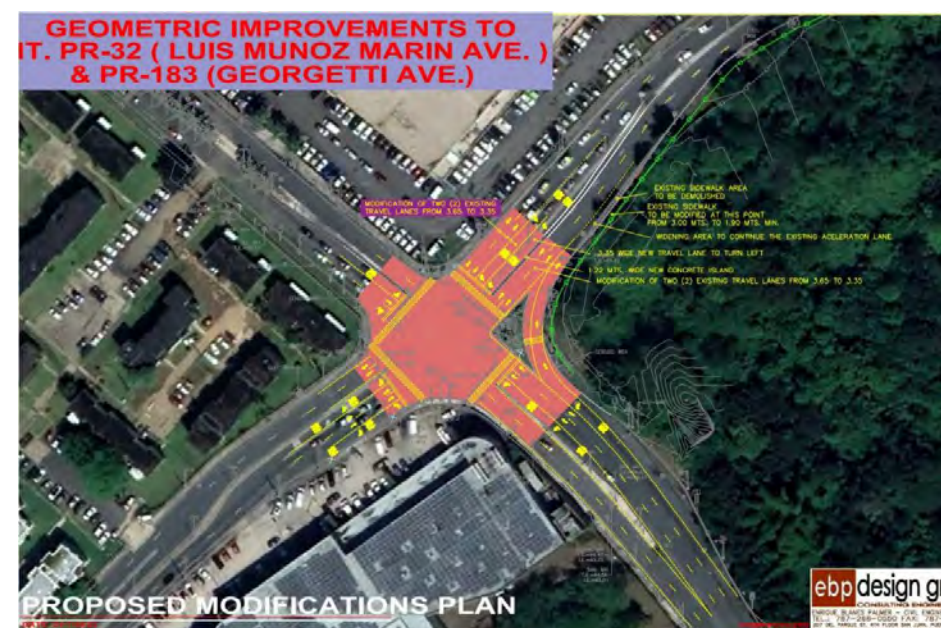 GEOMETRIC IMPROVEMENTS TO
IT. PR-32 ( LUIS MUNOZ MARIN AVE. )
& PR-183 (GEORGETTI AVE.)
MODIFICATION OF TWO (2) EXISTING
TRAVEL LANES FROM 3.65 TO 3.35
EXISTING SIDEWALK AREA
TO BE DEMOLISHED
EXISTING SIDEWALK
TO BE MODIFIED AT THIS POINT
FROM 3.00 MTS. TO 1.90 MTS. MIN.
WIDENING AREA TO CONTINUE THE EXISTING ACELERATION LANE
3.35 WIDE NEW TRAVEL LANE TO TURN LEFT
1.22 MTS. WIDE NEW CONCRETE ISLAND
MODIFICATION OF TWO (2) EXISTING TRAVEL LANES FROM 3.65 TO 3.35
PROPOSED MODIFICATIONS PLAN
ebp design gr
CONSULTING ENGINE